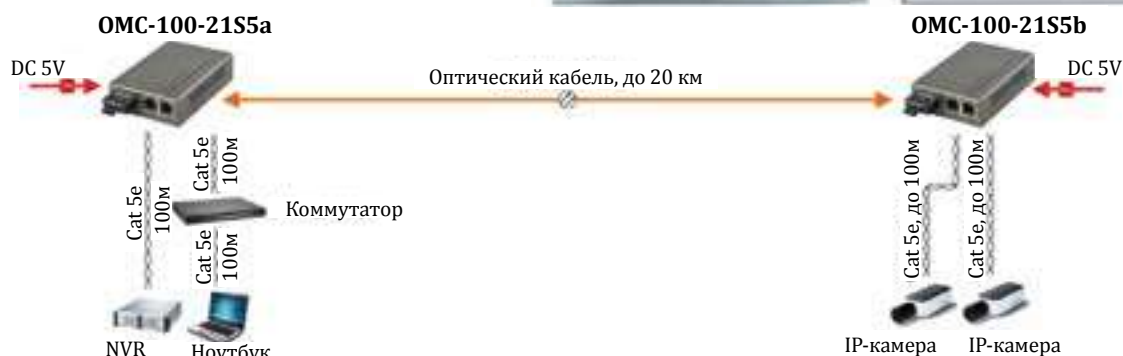 OMC-100-21S5a
OMC-100-21S5b
DC 5V
Оптический кабель, до 20 км
DC 5V
Cat 5e
100м
Cat 5e
100м
Коммутатор
Cat 5e
100м
Cat 5e, до 100м
Cat 5e, до 100м
NVR
Ноутбук
IP-камера
IP-камера